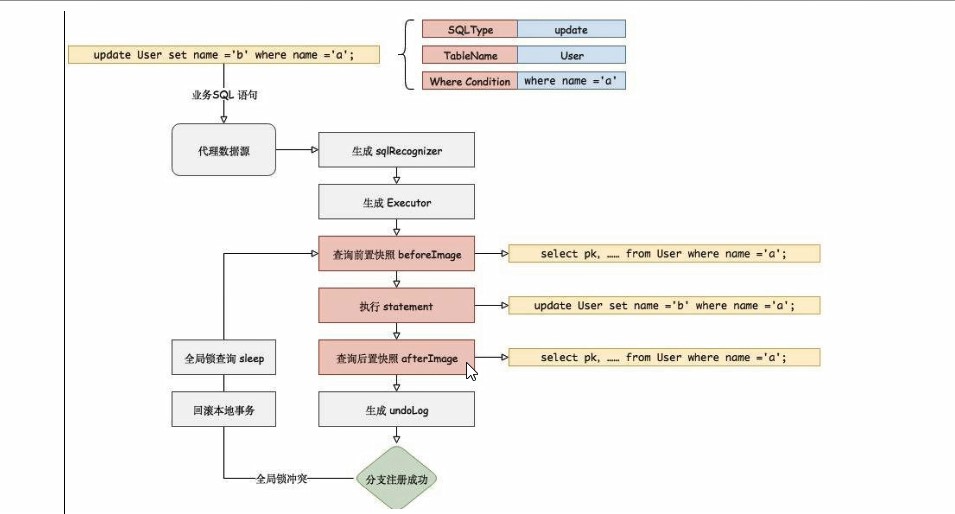 SQLType update
update User set name ='b' where name ='a';
TableName User
Where Condition where name ='a'
业务SQL 语句
代理数据源
生成 sqlRecognizer
生成 Executor
查询前置快照 beforeImage
select pk, …… from User where name ='a';
执行 statement
update User set name ='b' where name ='a';
全局锁查询 sleep
查询后置快照 afterImage
select pk, …… from User where name ='a';
回滚本地事务
生成 undoLog
全局锁冲突
分支注册成功